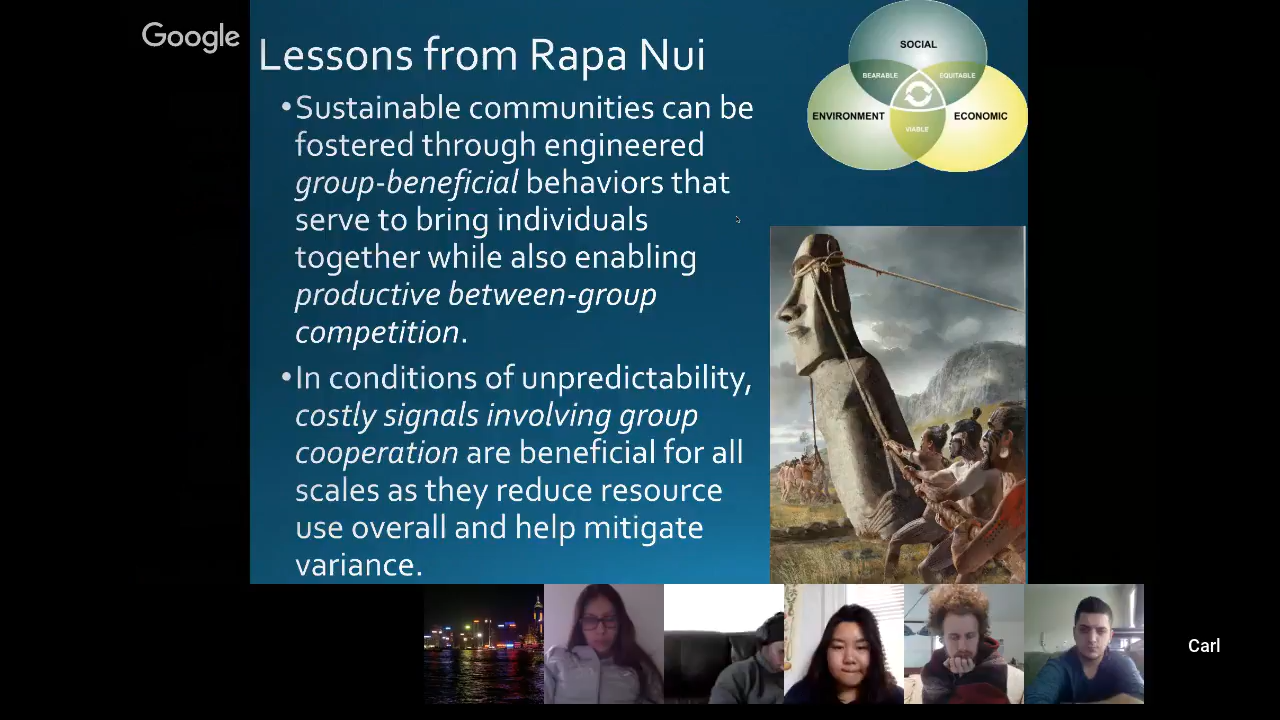 Google
Lessons from Rapa Nui
•Sustainable communities can be
fostered through engineered
group-beneficial behaviors that
serve to bring individuals
together while also enabling
productive between-group
competition.
•In conditions of unpredictability,
costly signals involving group
cooperation are beneficial for all
scales as they reduce resource
use overall and help mitigate
variance.
SOCIAL
BEARABLE
EQUITABLE
ENVIRONMENT
ECONOMIC
VIABLE
Carl